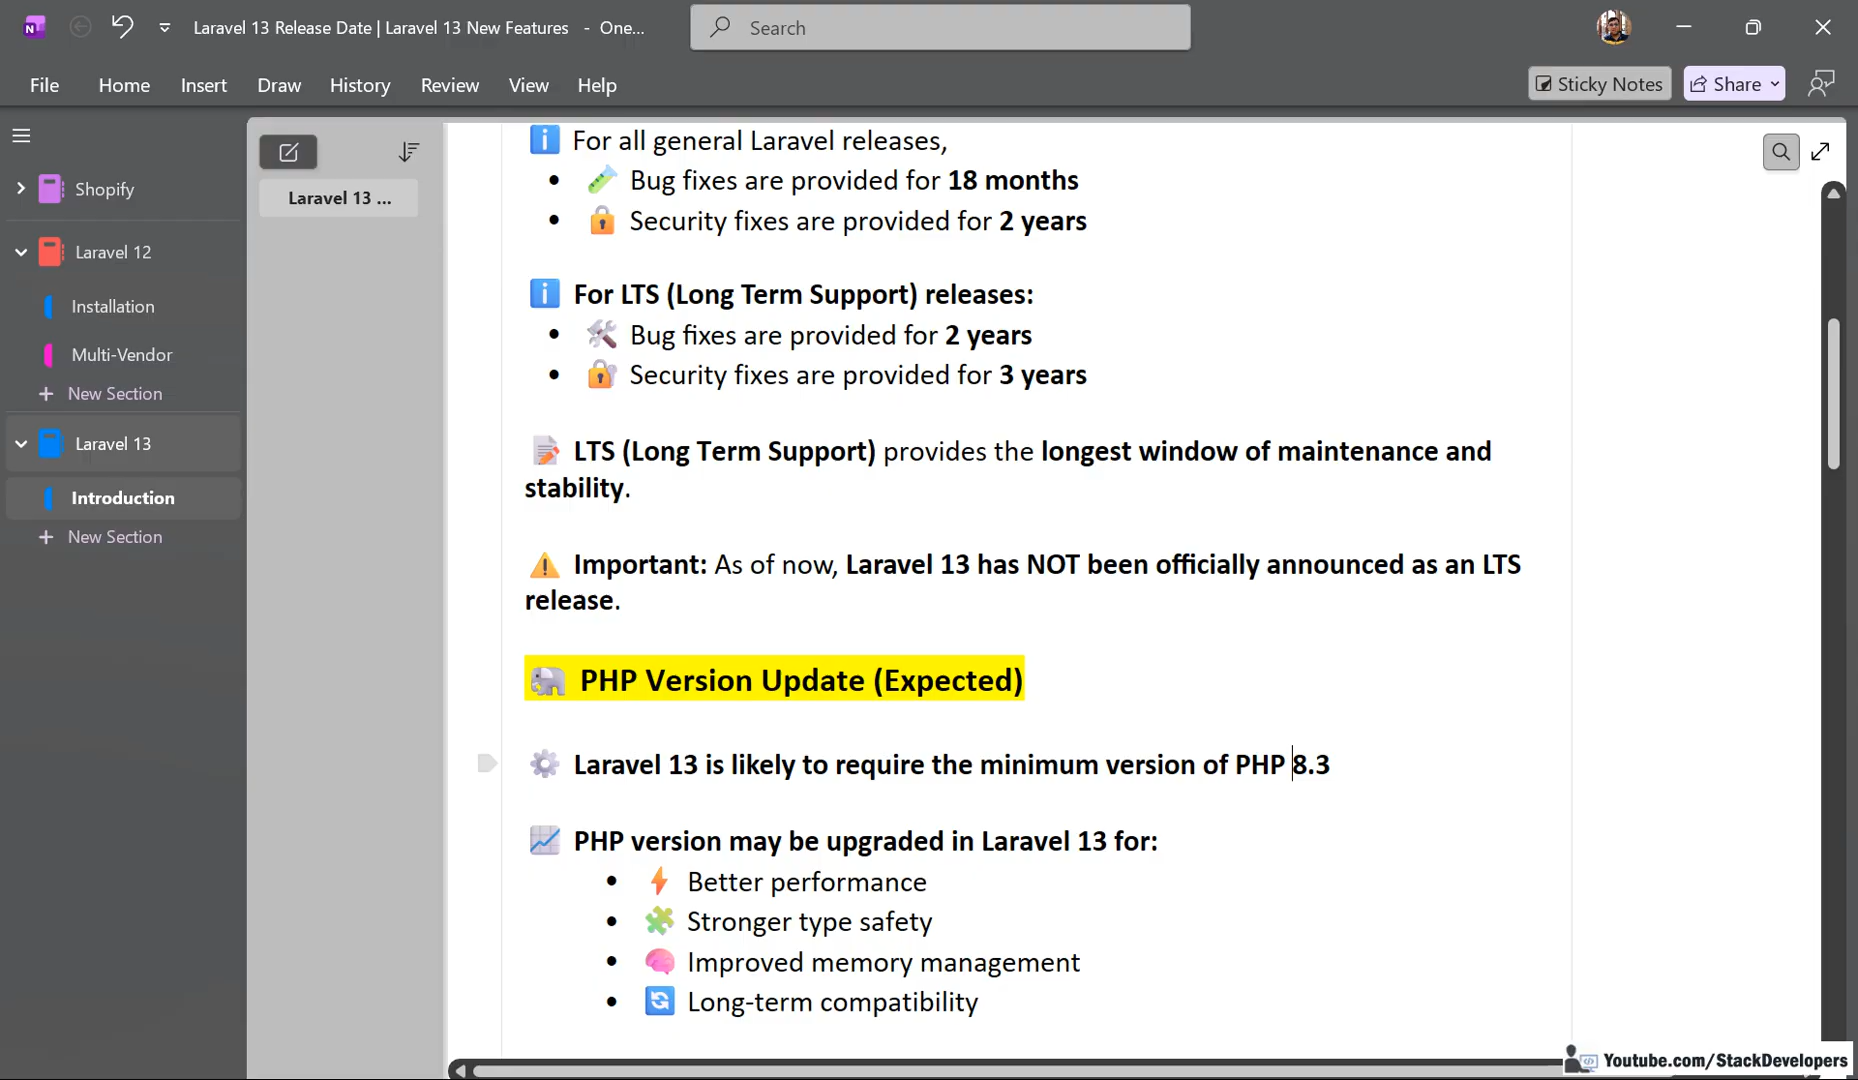 Laravel 13 Release Date | Laravel 13 New Features - One...
Search
File Home Insert Draw History Review View Help
Sticky Notes
Share
Shopify
Laravel 12
Installation
Multi-Vendor
+ New Section
Laravel 13
Introduction
+ New Section
Laravel 13 ...
For all general Laravel releases,
• Bug fixes are provided for 18 months
• Security fixes are provided for 2 years
For LTS (Long Term Support) releases:
• Bug fixes are provided for 2 years
• Security fixes are provided for 3 years
LTS (Long Term Support) provides the longest window of maintenance and
stability.
Important: As of now, Laravel 13 has NOT been officially announced as an LTS
release.
PHP Version Update (Expected)
Laravel 13 is likely to require the minimum version of PHP 8.3
PHP version may be upgraded in Laravel 13 for:
• Better performance
• Stronger type safety
• Improved memory management
• Long-term compatibility
Youtube.com/StackDevelopers